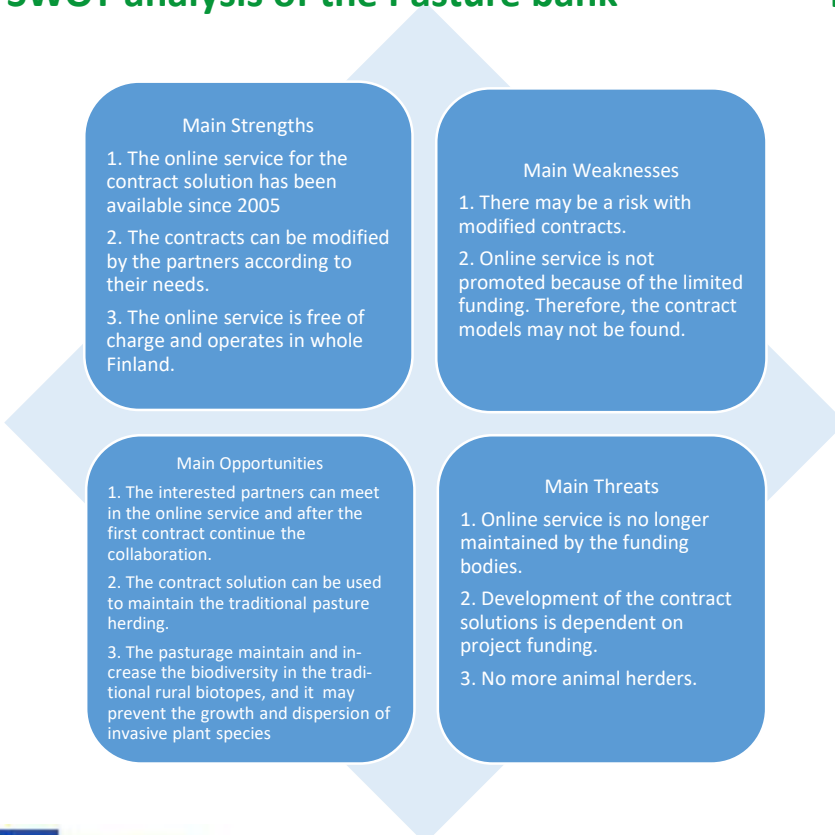 SWOT analysis of the Pasture bank
Main Strengths
1. The online service for the
contract solution has been
available since 2005
2. The contracts can be modified
by the partners according to
their needs.
3. The online service is free of
charge and operates in whole
Finland.
Main Weaknesses
1. There may be a risk with
modified contracts.
2. Online service is not
promoted because of the limited
funding. Therefore, the contract
models may not be found.
Main Opportunities
1. The interested partners can meet
in the online service and after the
first contract continue the
collaboration.
2. The contract solution can be used
to maintain the traditional pasture
herding.
3. The pasturage maintain and in-
crease the biodiversity in the tradi-
tional rural biotopes, and it may
prevent the growth and dispersion of
invasive plant species
Main Threats
1. Online service is no longer
maintained by the funding
bodies.
2. Development of the contract
solutions is dependent on
project funding.
3. No more animal herders.